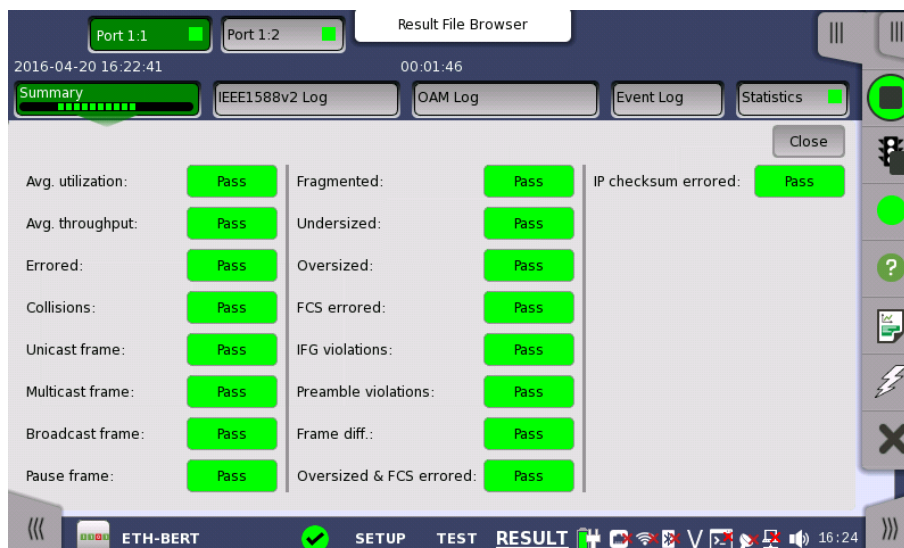 Port 1:1
Port 1:2
Result File Browser
2016-04-20 16:22:41
00:01:46
Summary
IEEE1588v2 Log
OAM Log
Event Log
Statistics
Close
Avg. utilization: Pass
Fragmented: Pass
IP checksum errored: Pass
Avg. throughput: Pass
Undersized: Pass
Errored: Pass
Oversized: Pass
Collisions: Pass
FCS errored: Pass
Unicast frame: Pass
IFG violations: Pass
Multicast frame: Pass
Preamble violations: Pass
Broadcast frame: Pass
Frame diff.: Pass
Pause frame: Pass
Oversized & FCS errored: Pass
ETH-BERT
SETUP
TEST
RESULT
16:24